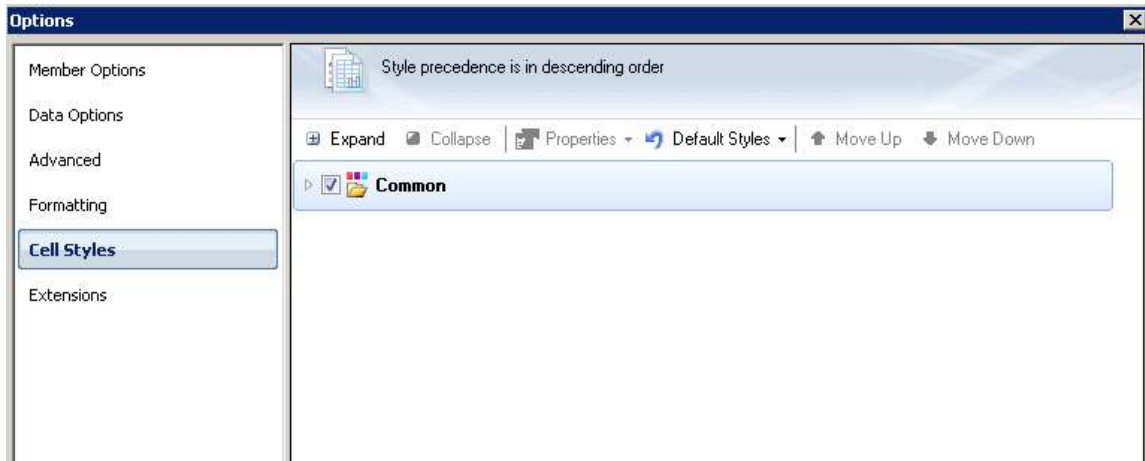 Options
Member Options
Data Options
Advanced
Formatting
Cell Styles
Extensions
Style precedence is in descending order
Expand Collapse Properties Default Styles Move Up Move Down
Common